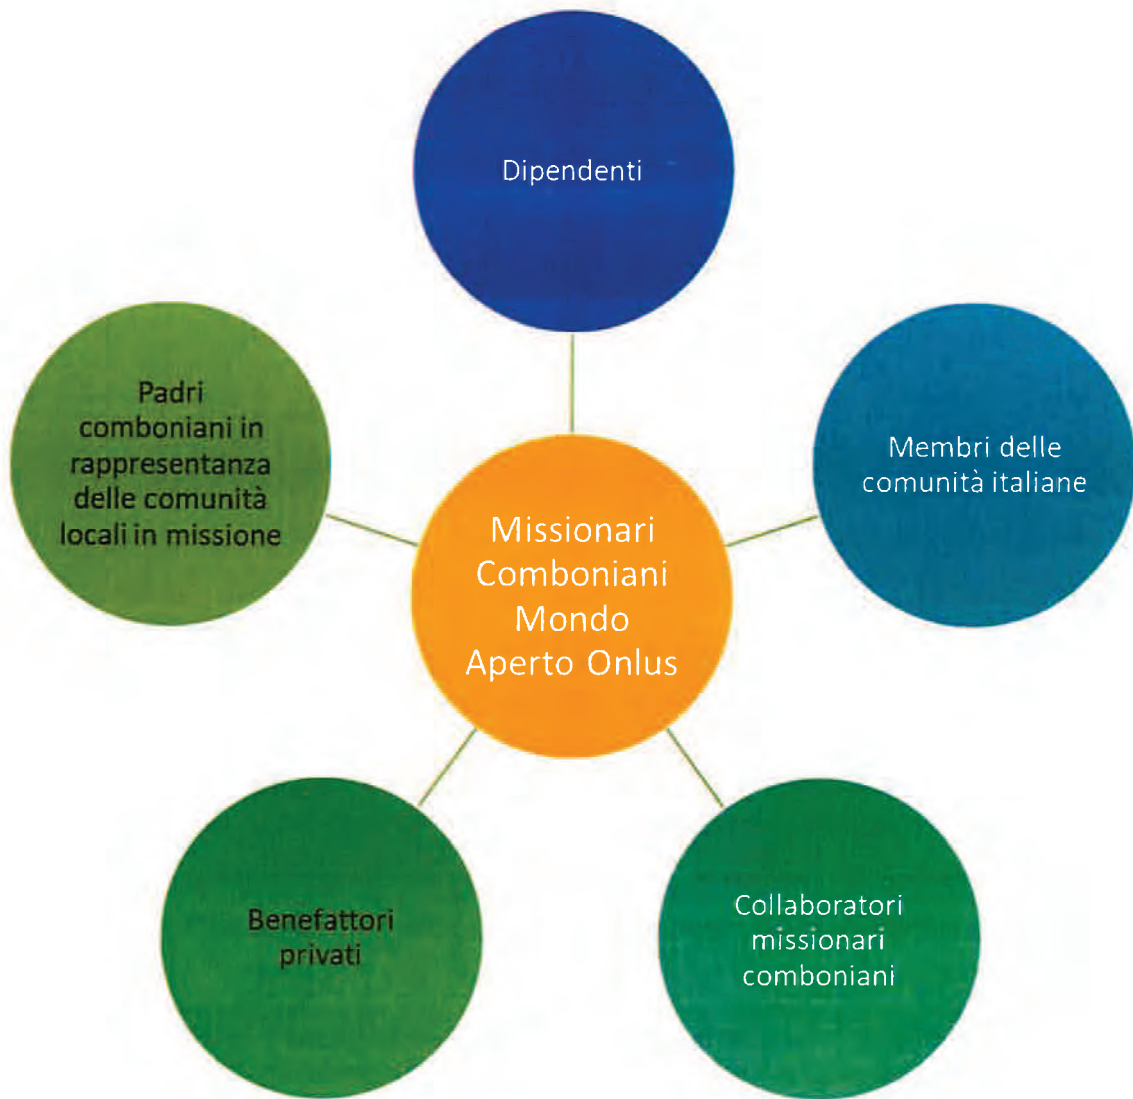 Dipendenti
Padri
comboniani in
rappresentanza
delle comunità
locali in missione
Membri delle
comunità italiane
Missionari
Comboniani
Mondo
Aperto Onlus
Benefattori
privati
Collaboratori
missionari
comboniani